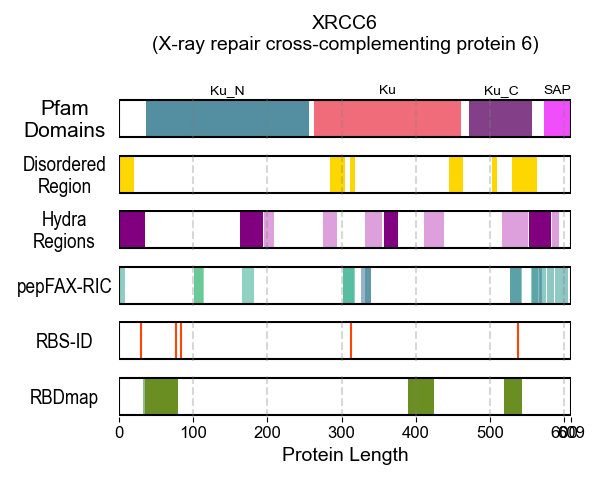 XRCC6
(X-ray repair cross-complementing protein 6)
Ku_N Ku Ku_C SAP
Pfam
Domains
Disordered
Region
Hydra
Regions
pepFAX-RIC
RBS-ID
RBDmap
0 100 200 300 400 500 600 609
Protein Length